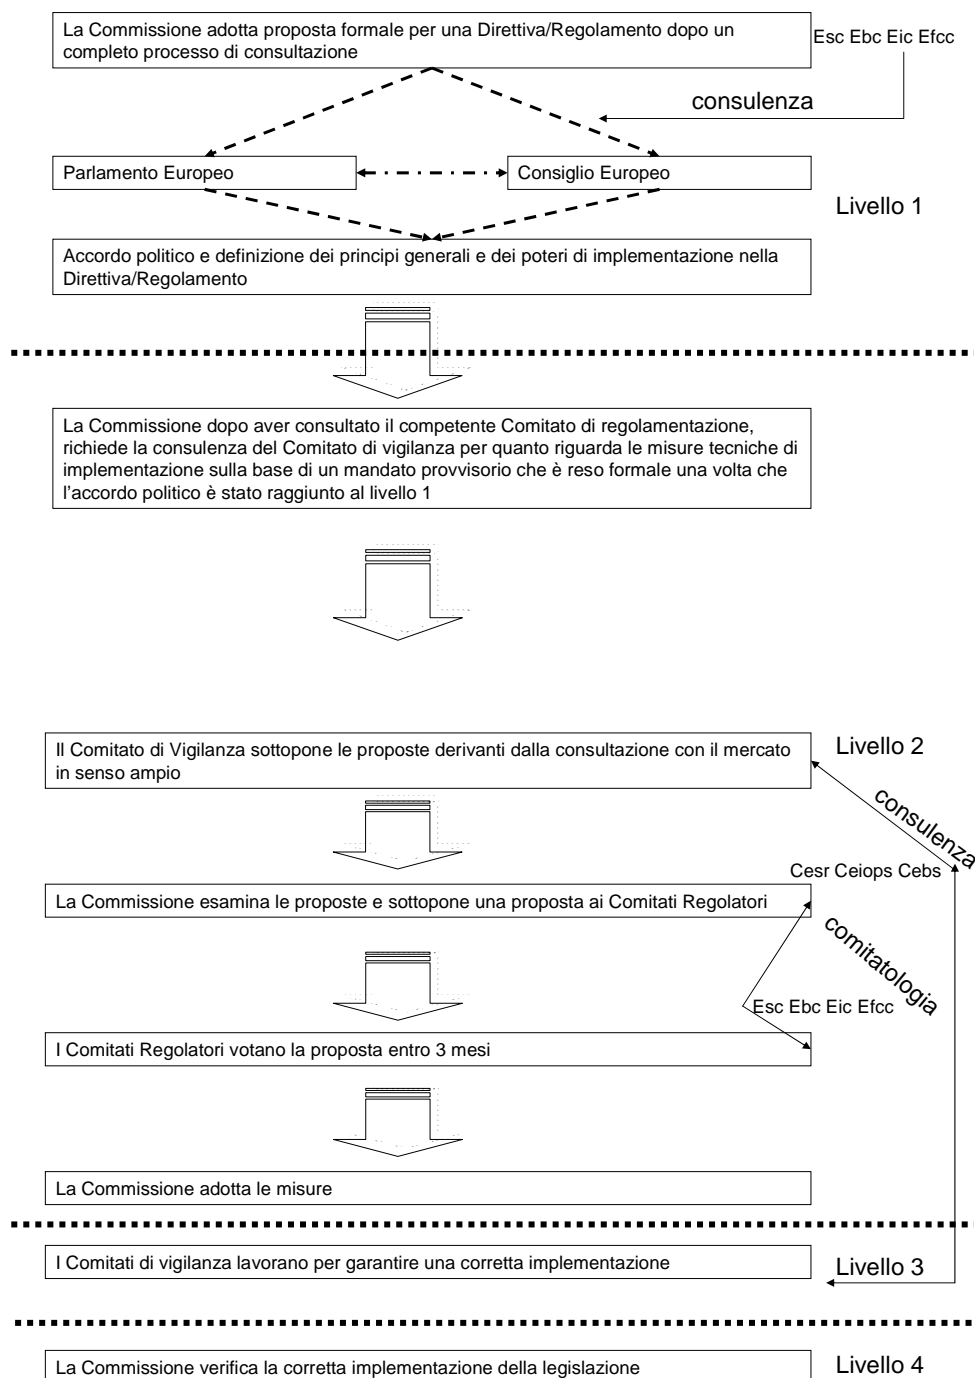 La Commissione adotta proposta formale per una Direttiva/Regolamento dopo un
completo processo di consultazione
Esc Ebc Eic Efcc
consulenza
Parlamento Europeo
Consiglio Europeo
Livello 1
Accordo politico e definizione dei principi generali e dei poteri di implementazione nella
Direttiva/Regolamento
La Commissione dopo aver consultato il competente Comitato di regolamentazione,
richiede la consulenza del Comitato di vigilanza per quanto riguarda le misure tecniche di
implementazione sulla base di un mandato provvisorio che è reso formale una volta che
l'accordo politico è stato raggiunto al livello 1
Il Comitato di Vigilanza sottopone le proposte derivanti dalla consultazione con il mercato
in senso ampio
Livello 2
consulenza
Cesr Ceiops Cebs
La Commissione esamina le proposte e sottopone una proposta ai Comitati Regolatori
comitatologia
Esc Ebc Eic Efcc
I Comitati Regolatori votano la proposta entro 3 mesi
La Commissione adotta le misure
I Comitati di vigilanza lavorano per garantire una corretta implementazione
Livello 3
La Commissione verifica la corretta implementazione della legislazione
Livello 4